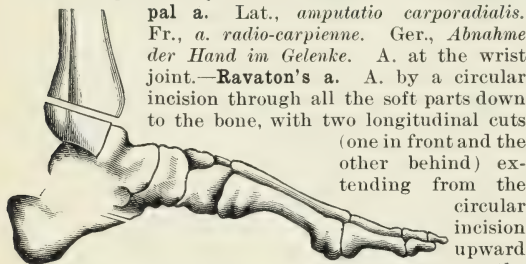 pal a. Lat., amputatio carporadialis.
Fr., a. radio-carpienne. Ger., Abnahme
der Hand im Gelenke. A. at the wrist
joint.—Ravaton's a. A. by a circular
incision through all the soft parts down
to the bone, with two longitudinal cuts
(one in front and the
other behind) ex-
tending from the
circular
incision
upward